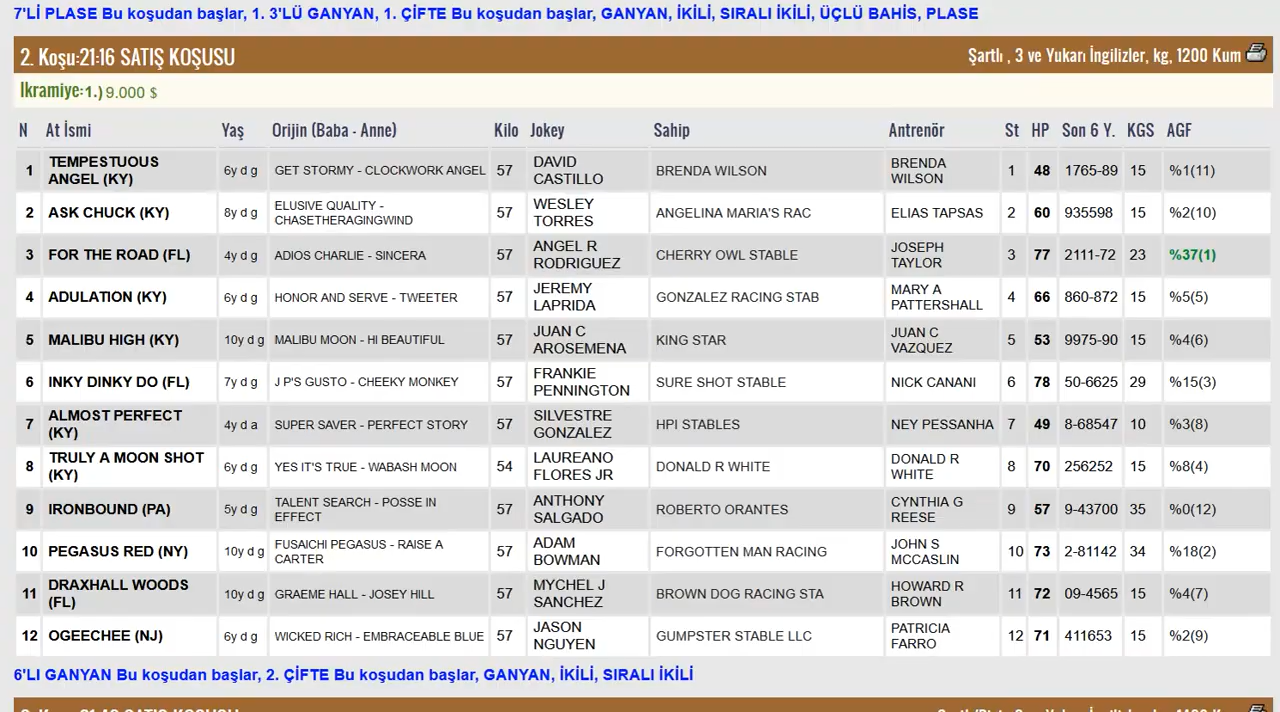 7'Lİ PLASE Bu koşudan başlar, 1. 3'LÜ GANYAN, 1. ÇİFTE Bu koşudan başlar, GANYAN, İKİLİ, SIRALI İKİLİ, ÜÇLÜ BAHİS, PLASE
2. Koşu:21:16 SATIŞ KOŞUSU Şartlı , 3 ve Yukarı İngilizler, kg, 1200 Kum
İkramiye:1.) 9.000 $
N At İsmi Yaş Orijin (Baba - Anne) Kilo Jokey Sahip Antrenör St HP Son 6 Y. KGS AGF
1 TEMPESTUOUS ANGEL (KY) 6y d g GET STORMY - CLOCKWORK ANGEL 57 DAVID CASTILLO BRENDA WILSON BRENDA WILSON 1 48 1765-89 15 %1(11)
2 ASK CHUCK (KY) 8y d g ELUSIVE QUALITY - CHASETHERAGINGWIND 57 WESLEY TORRES ANGELINA MARIA'S RAC ELIAS TAPSAS 2 60 935598 15 %2(10)
3 FOR THE ROAD (FL) 4y d g ADIOS CHARLIE - SINCERA 57 ANGEL R RODRIGUEZ CHERRY OWL STABLE JOSEPH TAYLOR 3 77 2111-72 23 %37(1)
4 ADULATION (KY) 6y d g HONOR AND SERVE - TWEETER 57 JEREMY LAPRIDA GONZALEZ RACING STAB MARY A PATTERSHALL 4 66 860-872 15 %5(5)
5 MALIBU HIGH (KY) 10y d g MALIBU MOON - HI BEAUTIFUL 57 JUAN C AROSEMENA KING STAR JUAN C VAZQUEZ 5 53 9975-90 15 %4(6)
6 INKY DINKY DO (FL) 7y d g J P'S GUSTO - CHEEKY MONKEY 57 FRANKIE PENNINGTON SURE SHOT STABLE NICK CANANI 6 78 50-6625 29 %15(3)
7 ALMOST PERFECT (KY) 4y d a SUPER SAVER - PERFECT STORY 57 SILVESTRE GONZALEZ HPI STABLES NEY PESSANHA 7 49 8-68547 10 %3(8)
8 TRULY A MOON SHOT (KY) 6y d g YES IT'S TRUE - WABASH MOON 54 LAUREANO FLORES JR DONALD R WHITE DONALD R WHITE 8 70 256252 15 %8(4)
9 IRONBOUND (PA) 5y d g TALENT SEARCH - POSSE IN EFFECT 57 ANTHONY SALGADO ROBERTO ORANTES CYNTHIA G REESE 9 57 9-43700 35 %0(12)
10 PEGASUS RED (NY) 10y d g FUSAICHI PEGASUS - RAISE A CARTER 57 ADAM BOWMAN FORGOTTEN MAN RACING JOHN S MCCASLIN 10 73 2-81142 34 %18(2)
11 DRAXHALL WOODS (FL) 10y d g GRAEME HALL - JOSEY HILL 57 MYCHEL J SANCHEZ BROWN DOG RACING STA HOWARD R BROWN 11 72 09-4565 15 %4(7)
12 OGEECHEE (NJ) 6y d g WICKED RICH - EMBRACEABLE BLUE 57 JASON NGUYEN GUMPSTER STABLE LLC PATRICIA FARRO 12 71 411653 15 %2(9)
6'LI GANYAN Bu koşudan başlar, 2. ÇİFTE Bu koşudan başlar, GANYAN, İKİLİ, SIRALI İKİLİ